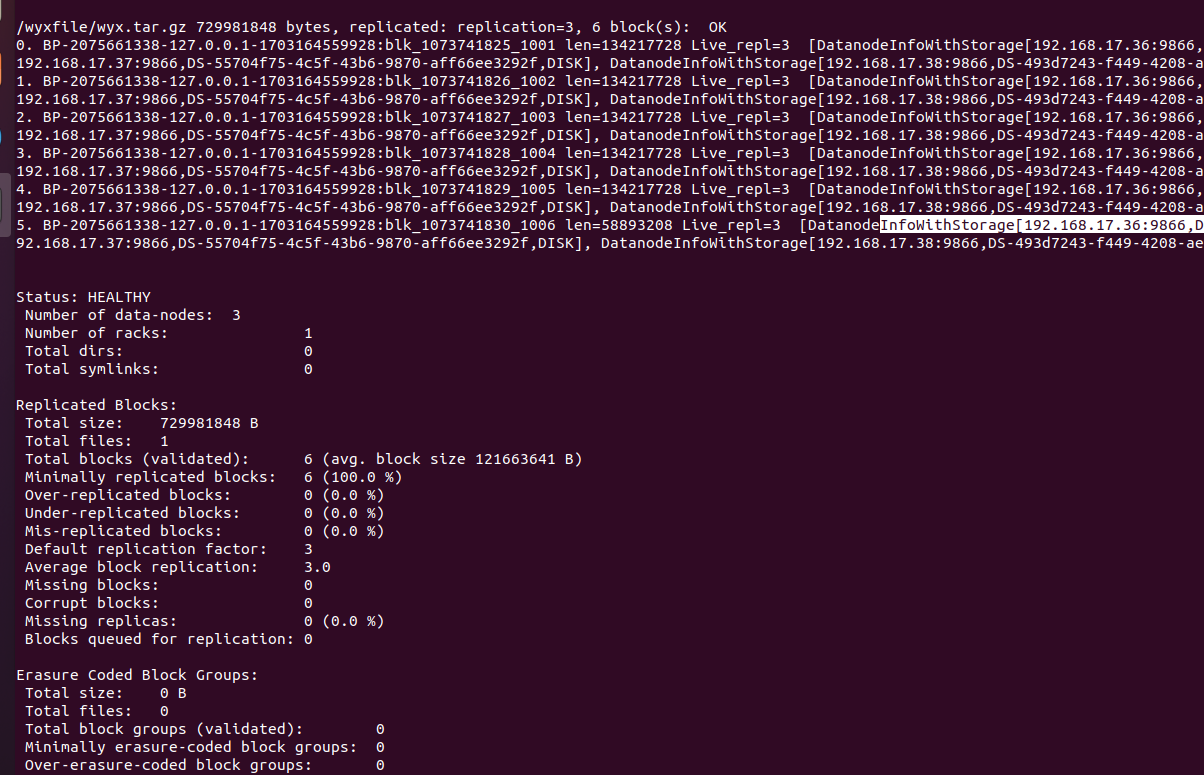 /wyxfile/wyx.tar.gz 729981848 bytes, replicated: replication=3, 6 block(s):  OK
0. BP-2075661338-127.0.0.1-1703164559928:blk_1073741825_1001 len=134217728 Live_repl=3  [DatanodeInfoWithStorage[192.168.17.36:9866,
192.168.17.37:9866,DS-55704f75-4c5f-43b6-9870-aff66ee3292f,DISK], DatanodeInfoWithStorage[192.168.17.38:9866,DS-493d7243-f449-4208-a
1. BP-2075661338-127.0.0.1-1703164559928:blk_1073741826_1002 len=134217728 Live_repl=3  [DatanodeInfoWithStorage[192.168.17.36:9866,
192.168.17.37:9866,DS-55704f75-4c5f-43b6-9870-aff66ee3292f,DISK], DatanodeInfoWithStorage[192.168.17.38:9866,DS-493d7243-f449-4208-a
2. BP-2075661338-127.0.0.1-1703164559928:blk_1073741827_1003 len=134217728 Live_repl=3  [DatanodeInfoWithStorage[192.168.17.36:9866,
192.168.17.37:9866,DS-55704f75-4c5f-43b6-9870-aff66ee3292f,DISK], DatanodeInfoWithStorage[192.168.17.38:9866,DS-493d7243-f449-4208-a
3. BP-2075661338-127.0.0.1-1703164559928:blk_1073741828_1004 len=134217728 Live_repl=3  [DatanodeInfoWithStorage[192.168.17.36:9866,
192.168.17.37:9866,DS-55704f75-4c5f-43b6-9870-aff66ee3292f,DISK], DatanodeInfoWithStorage[192.168.17.38:9866,DS-493d7243-f449-4208-a
4. BP-2075661338-127.0.0.1-1703164559928:blk_1073741829_1005 len=134217728 Live_repl=3  [DatanodeInfoWithStorage[192.168.17.36:9866,
192.168.17.37:9866,DS-55704f75-4c5f-43b6-9870-aff66ee3292f,DISK], DatanodeInfoWithStorage[192.168.17.38:9866,DS-493d7243-f449-4208-a
5. BP-2075661338-127.0.0.1-1703164559928:blk_1073741830_1006 len=58893208 Live_repl=3  [DatanodeInfoWithStorage[192.168.17.36:9866,D
92.168.17.37:9866,DS-55704f75-4c5f-43b6-9870-aff66ee3292f,DISK], DatanodeInfoWithStorage[192.168.17.38:9866,DS-493d7243-f449-4208-ae
Status: HEALTHY
Number of data-nodes:  3
Number of racks:               1
Total dirs:                    0
Total symlinks:                0
Replicated Blocks:
Total size:    729981848 B
Total files:   1
Total blocks (validated):      6 (avg. block size 121663641 B)
Minimally replicated blocks:   6 (100.0 %)
Over-replicated blocks:        0 (0.0 %)
Under-replicated blocks:       0 (0.0 %)
Mis-replicated blocks:         0 (0.0 %)
Default replication factor:    3
Average block replication:     3.0
Missing blocks:                0
Corrupt blocks:                0
Missing replicas:              0 (0.0 %)
Blocks queued for replication: 0
Erasure Coded Block Groups:
Total size:    0 B
Total files:   0
Total block groups (validated):        0
Minimally erasure-coded block groups:  0
Over-erasure-coded block groups:       0